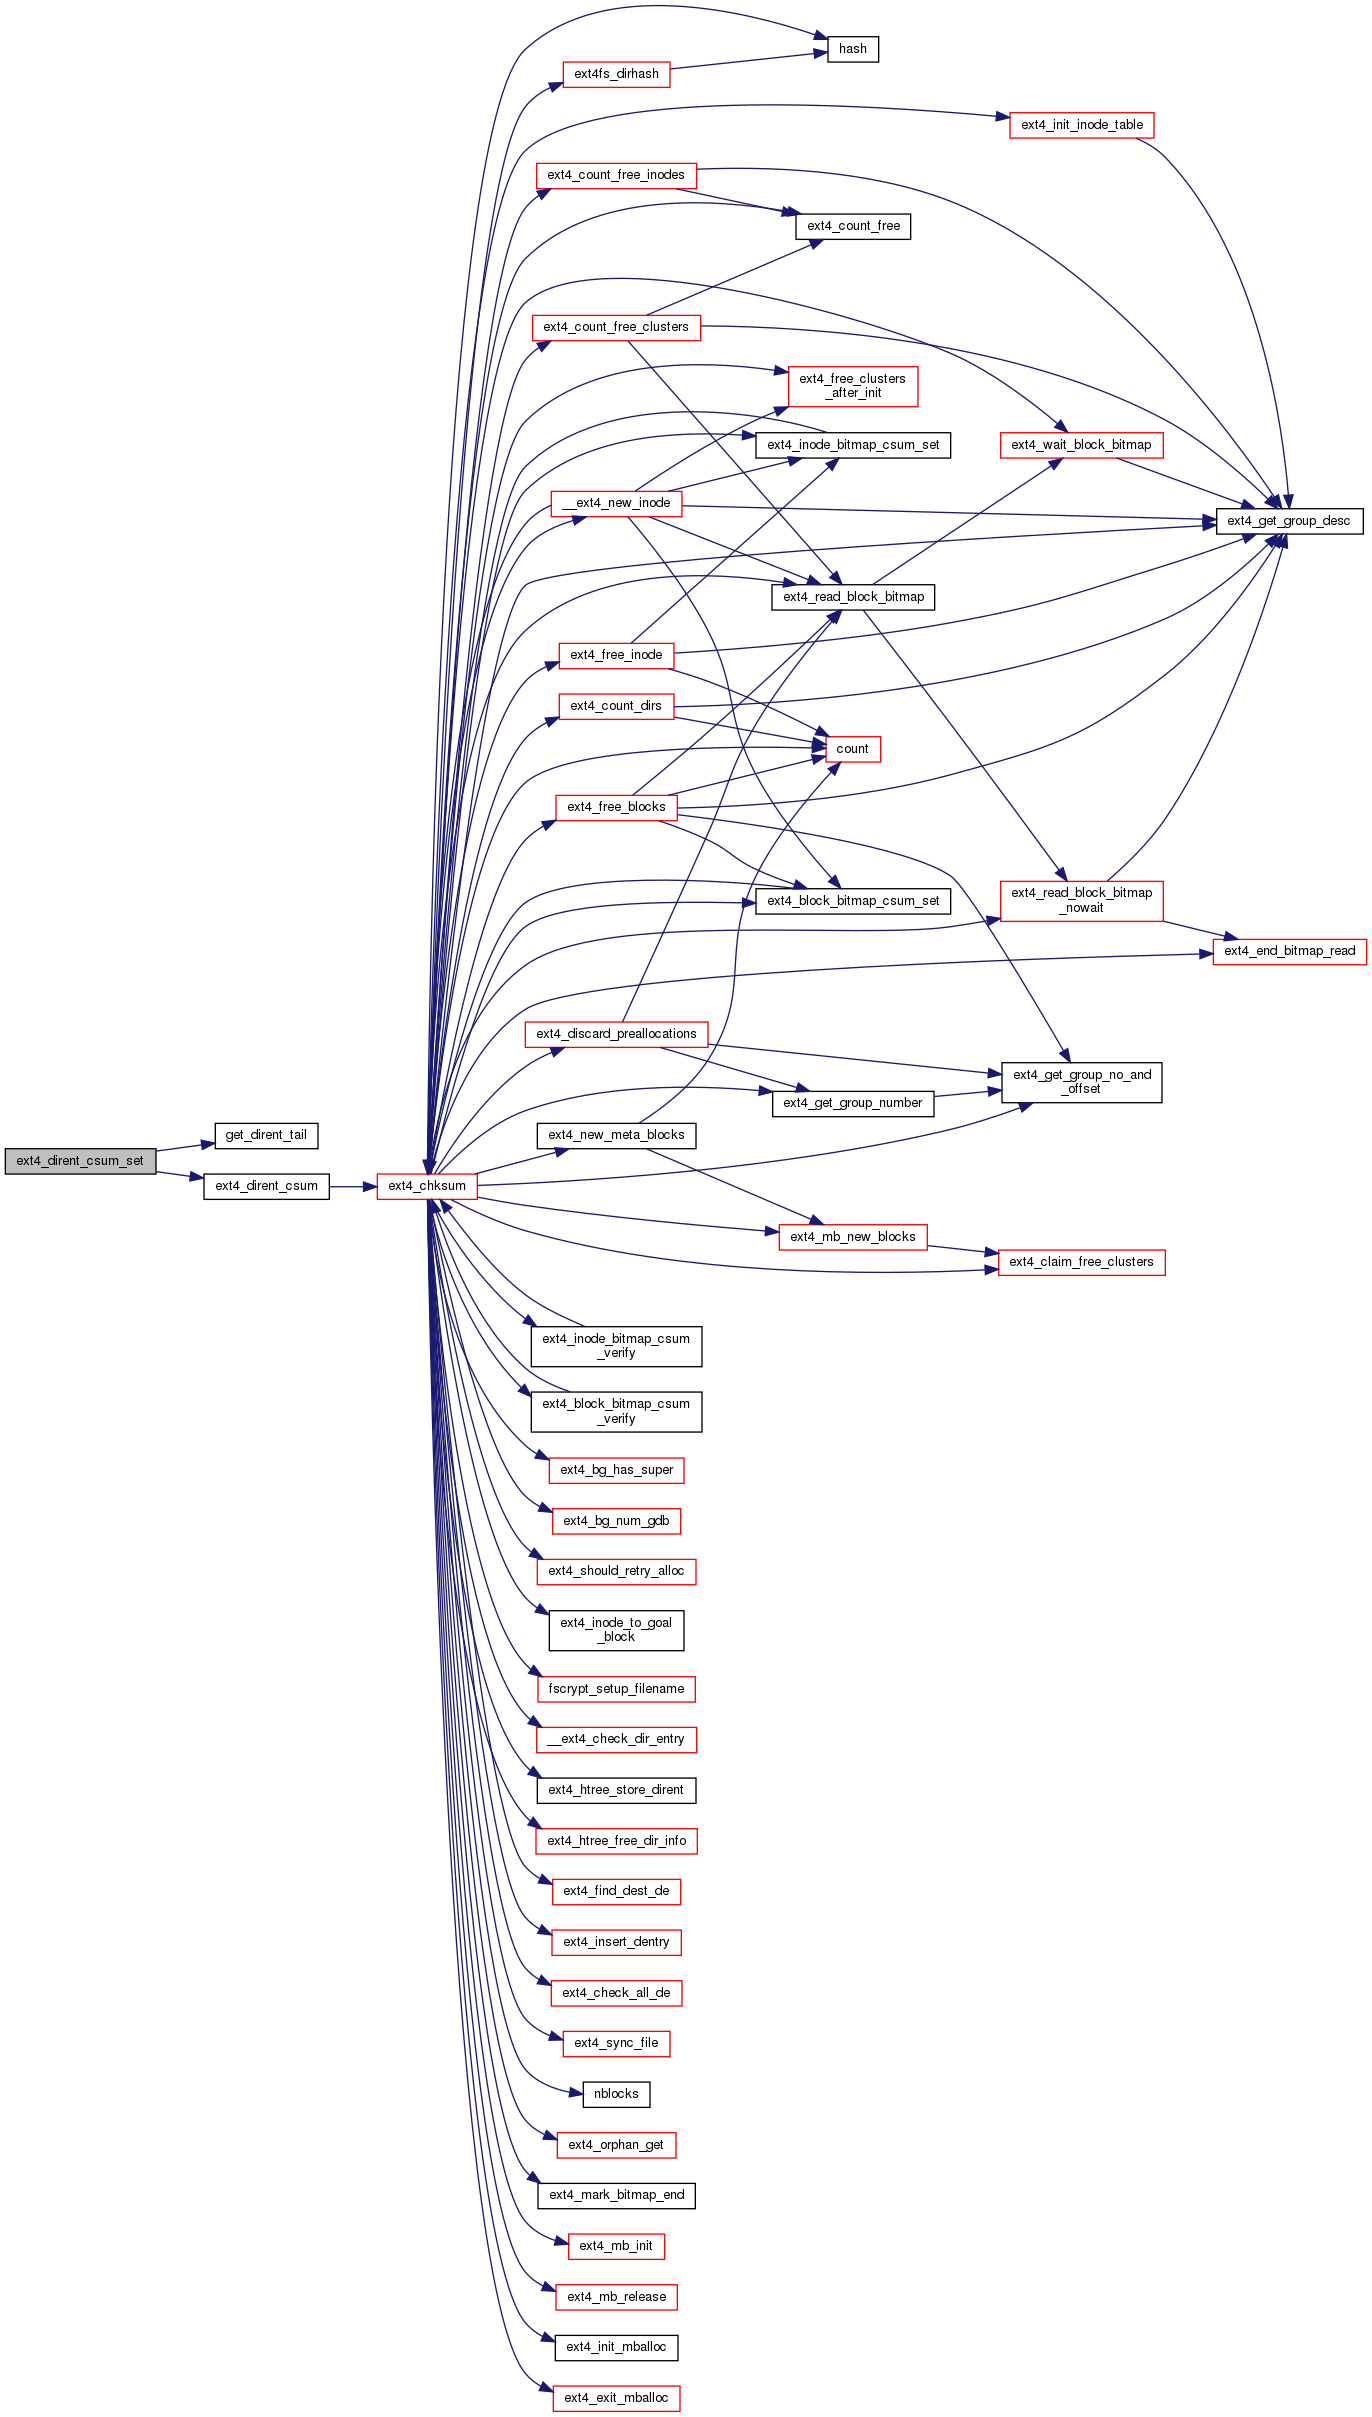 hash
ext4fs_dirhash
ext4_init_inode_table
ext4_count_free_inodes
ext4_count_free
ext4_count_free_clusters
ext4_free_clusters
_after_init
ext4_inode_bitmap_csum_set
ext4_wait_block_bitmap
__ext4_new_inode
ext4_get_group_desc
ext4_read_block_bitmap
ext4_free_inode
ext4_count_dirs
count
ext4_free_blocks
ext4_read_block_bitmap
_nowait
ext4_block_bitmap_csum_set
ext4_end_bitmap_read
ext4_discard_preallocations
ext4_get_group_no_and
_offset
ext4_get_group_number
get_dirent_tail
ext4_new_meta_blocks
ext4_dirent_csum_set
ext4_dirent_csum
ext4_chksum
ext4_mb_new_blocks
ext4_claim_free_clusters
ext4_inode_bitmap_csum
_verify
ext4_block_bitmap_csum
_verify
ext4_bg_has_super
ext4_bg_num_gdb
ext4_should_retry_alloc
ext4_inode_to_goal
_block
fscrypt_setup_filename
__ext4_check_dir_entry
ext4_htree_store_dirent
ext4_htree_free_dir_info
ext4_find_dest_de
ext4_insert_dentry
ext4_check_all_de
ext4_sync_file
nblocks
ext4_orphan_get
ext4_mark_bitmap_end
ext4_mb_init
ext4_mb_release
ext4_init_mballoc
ext4_exit_mballoc